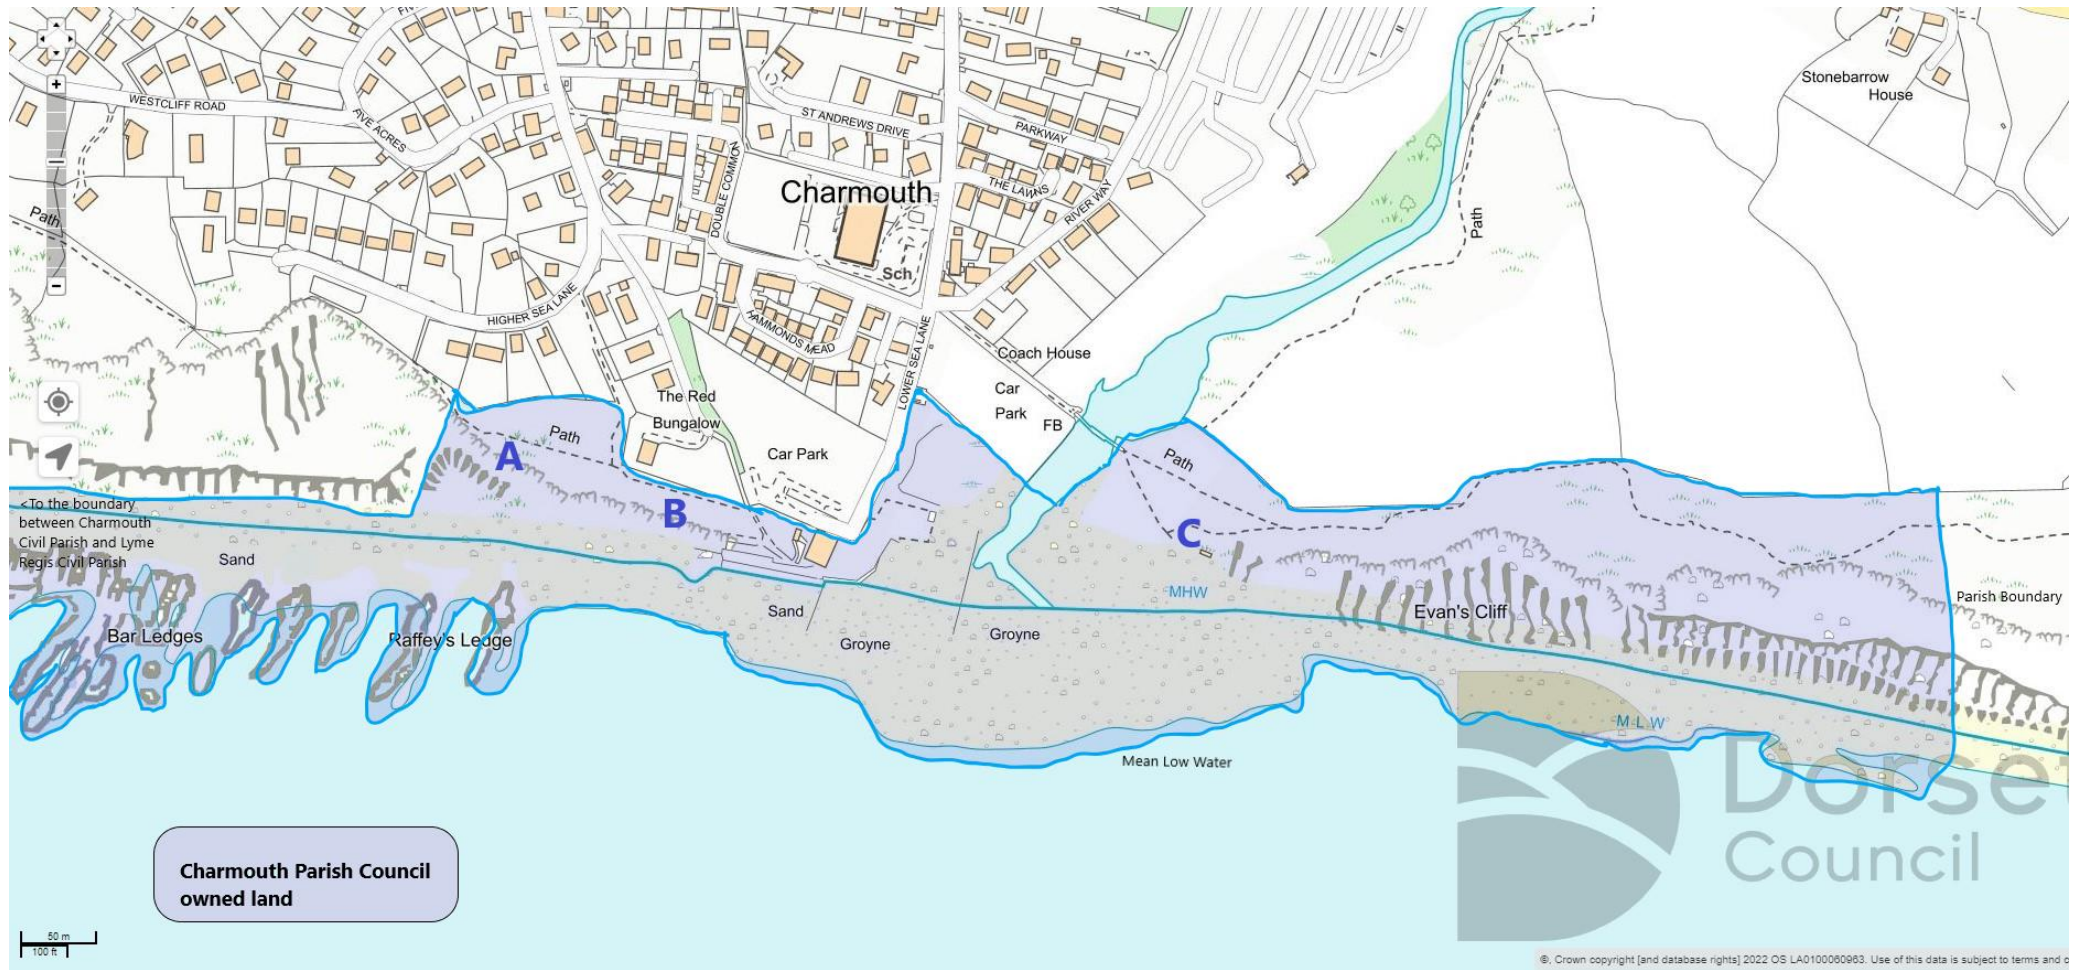 Stonebarrow
House
WESTCLIFF ROAD
FIVE ACRES
ST ANDREWS DRIVE
PARKWAY
DOUBLE COMMON
Charmouth
THE LAWNS
RIVER WAY
Path
Path
Sch
HIGHER SEA LANE
HAMMONDS MEAD
LOWER SEA LANE
Coach House
Car
Park
FB
The Red
Bungalow
Car Park
A
Path
B
Path
C
<To the boundary
between Charmouth
Civil Parish and Lyme
Regis Civil Parish
Sand
MHW
Parish Boundary
Evan's Cliff
Sand
Groyne
Groyne
Bar Ledges
Raffey's Ledge
M L W
Mean Low Water
Dorset
Council
Charmouth Parish Council
owned land
50 m
100 ft
©, Crown copyright [and database rights] 2022 OS LA0100060963. Use of this data is subject to terms and c